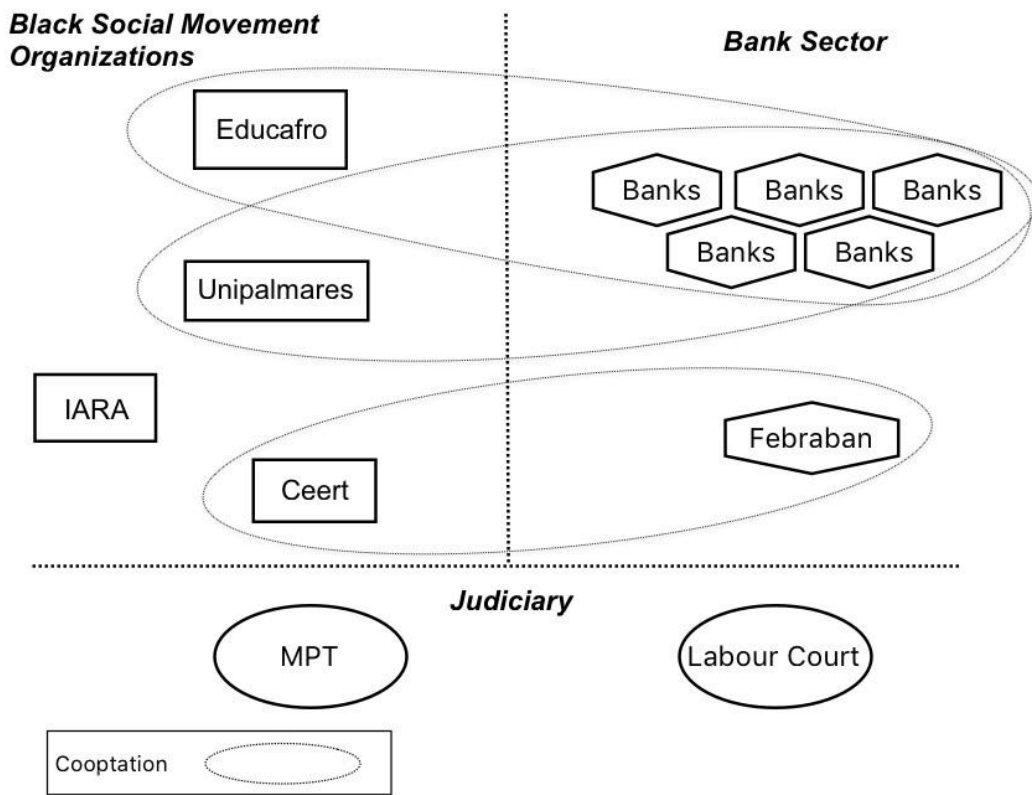 Black Social Movement
Organizations
Bank Sector
Educafro
Banks
Banks
Banks
Banks
Banks
Unipalmares
IARA
Febraban
Ceert
Judiciary
MPT
Labour Court
Cooptation